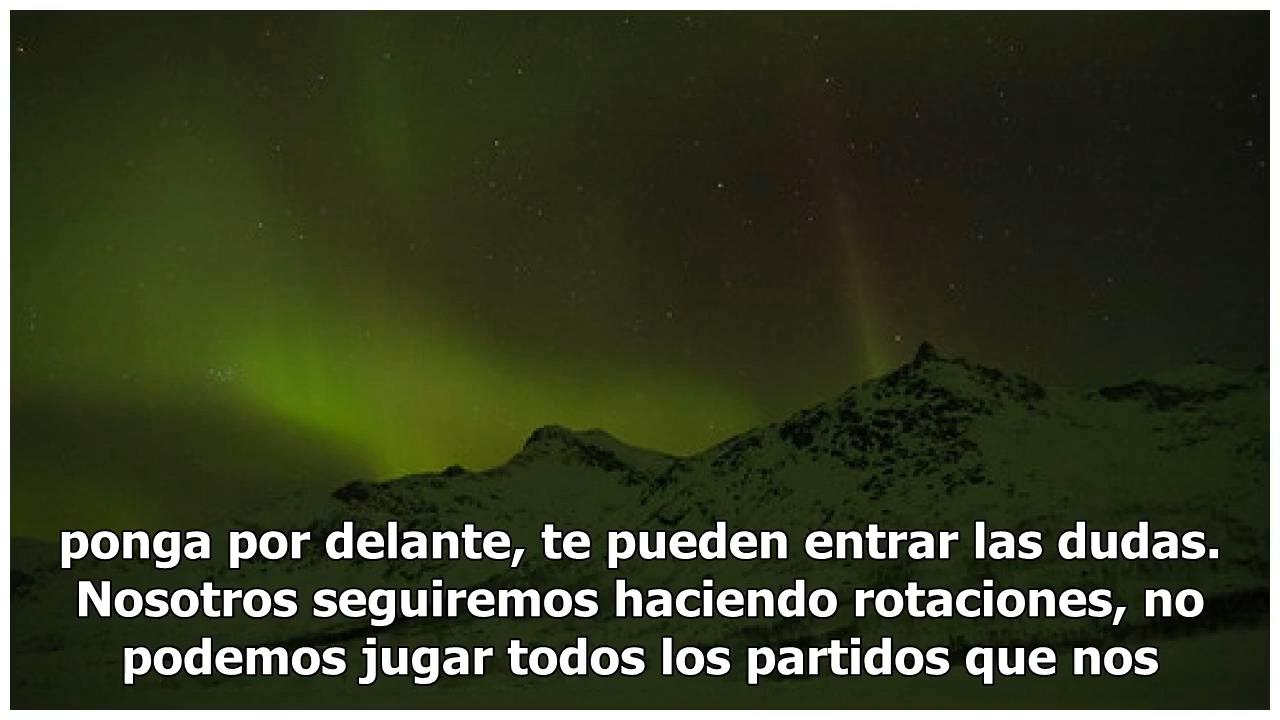 ponga por delante, te pueden entrar las dudas.
Nosotros seguiremos haciendo rotaciones, no
podemos jugar todos los partidos que nos